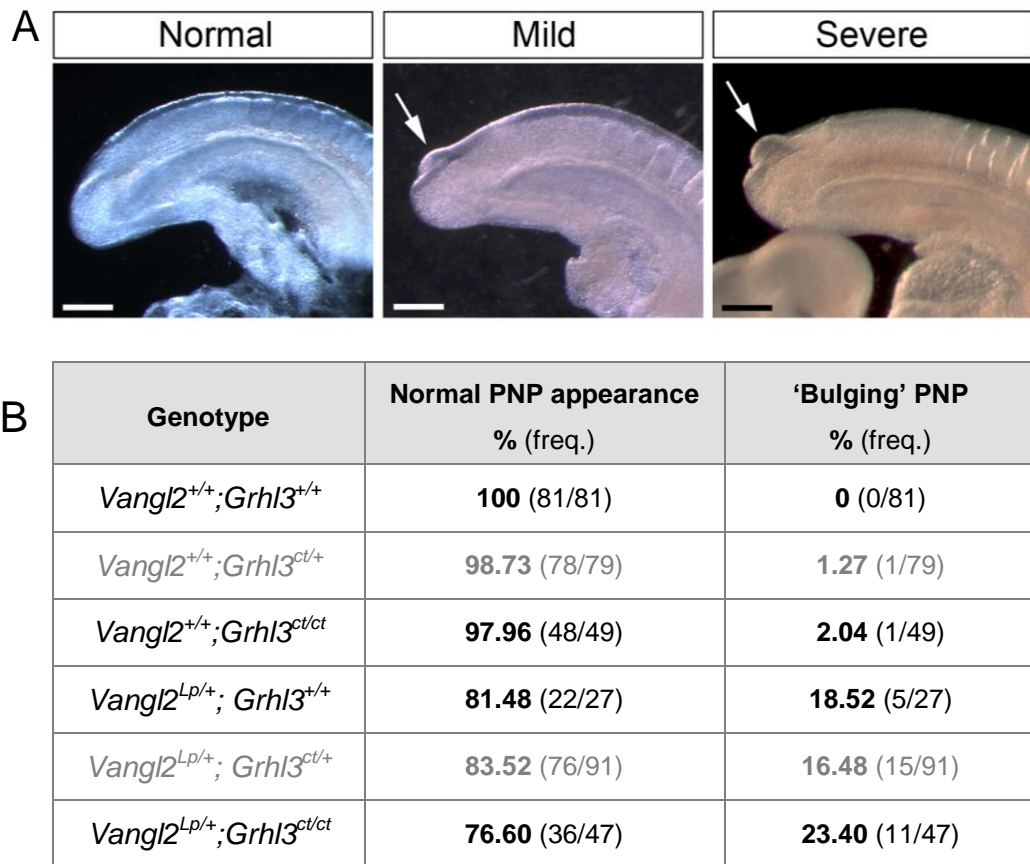 A
Normal Mild Severe
B
Genotype Normal PNP appearance % (freq.) ‘Bulging’ PNP % (freq.)
Vangl2+/+;Grhl3+/+ 100 (81/81) 0 (0/81)
Vangl2+/+;Grhl3ct/+ 98.73 (78/79) 1.27 (1/79)
Vangl2+/+;Grhl3ct/ct 97.96 (48/49) 2.04 (1/49)
Vangl2Lp/+; Grhl3+/+ 81.48 (22/27) 18.52 (5/27)
Vangl2Lp/+; Grhl3ct/+ 83.52 (76/91) 16.48 (15/91)
Vangl2Lp/+;Grhl3ct/ct 76.60 (36/47) 23.40 (11/47)